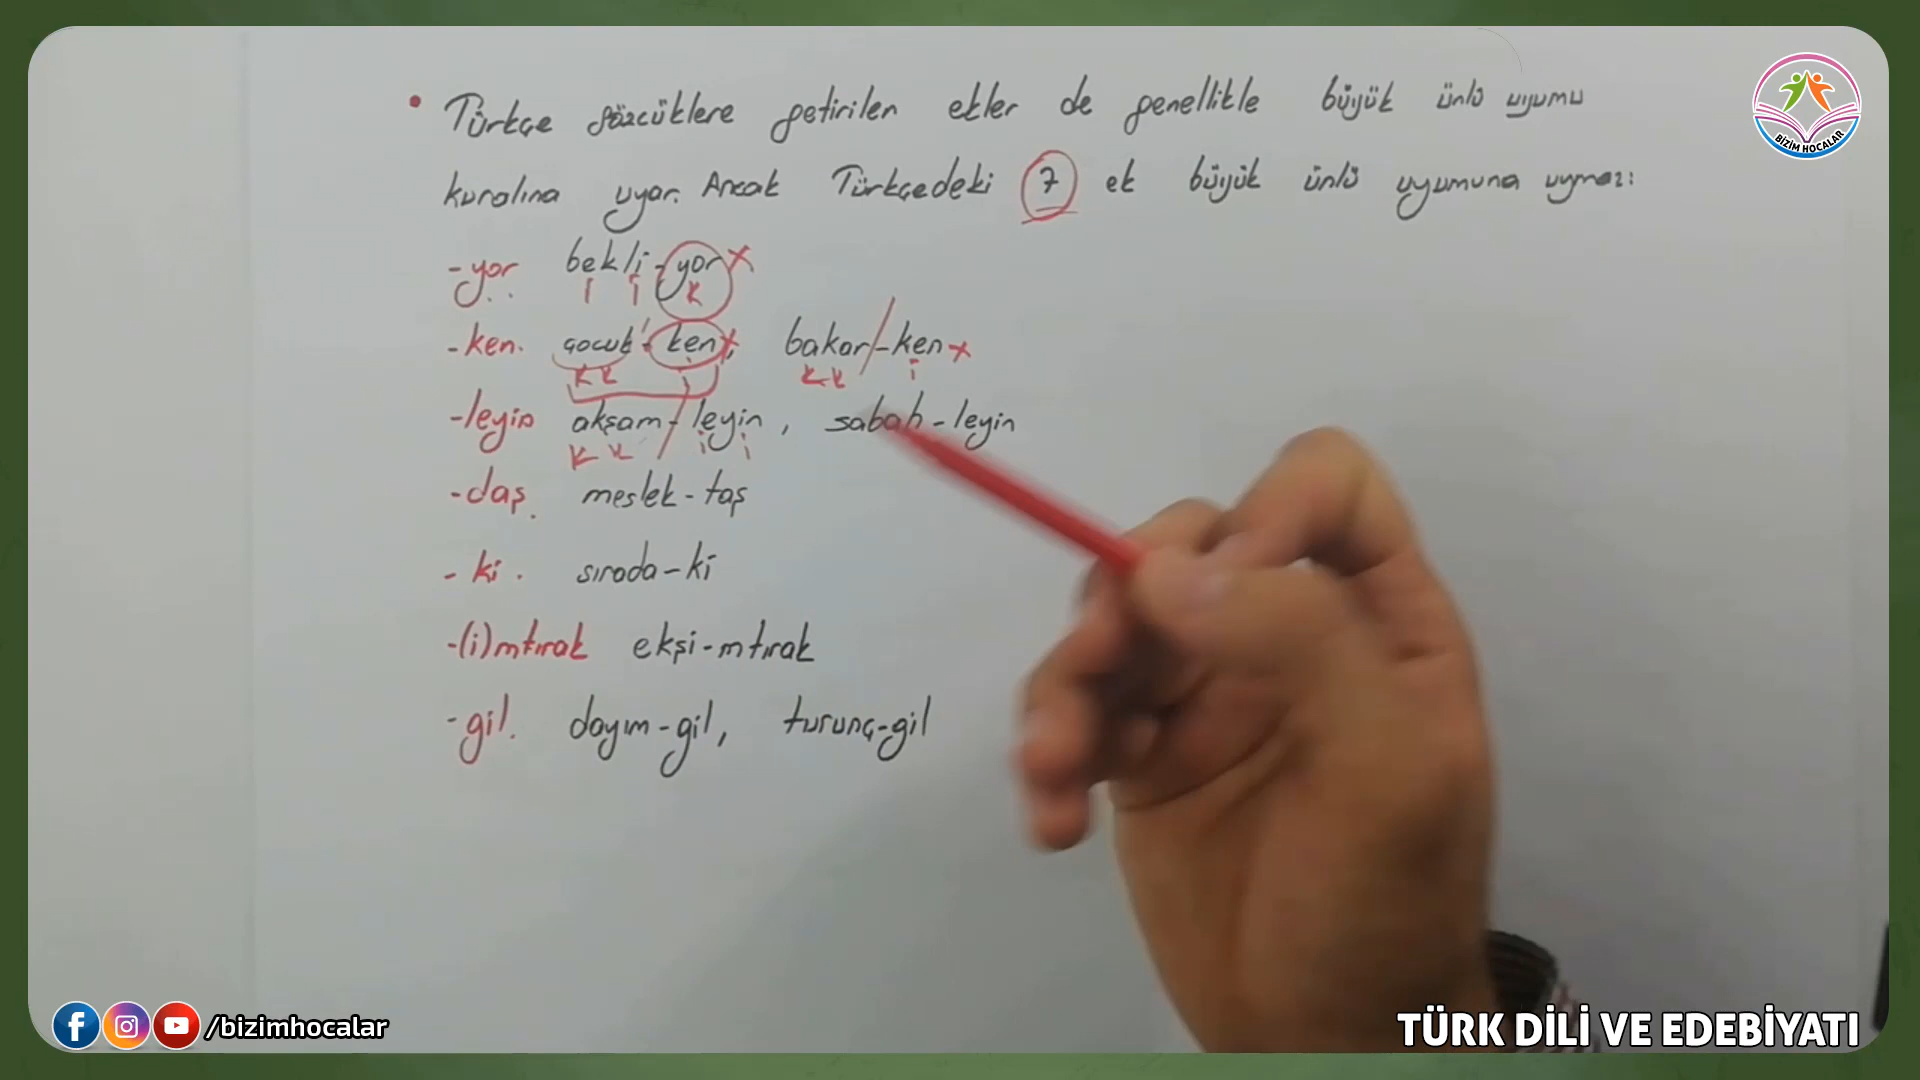 • Türkçe sözcüklere getirilen ekler de genellikle büyük ünlü uyumu
kuralına uyar. Ancak Türkçedeki 7 ek büyük ünlü uyumuna uymaz:
-yor bekli-yor x
İ İ K
-ken. çocuk-ken x, bakar-ken x
K K i K K i
-leyin akşam-leyin, sabah-leyin
K K i i
-daş meslek-taş
-ki. sırada-ki
-(i)mtırak ekşi-mtırak
-gil. dayım-gil, turunç-gil
BİZİM HOCALAR
/bizimhocalar
TÜRK DİLİ VE EDEBİYATI